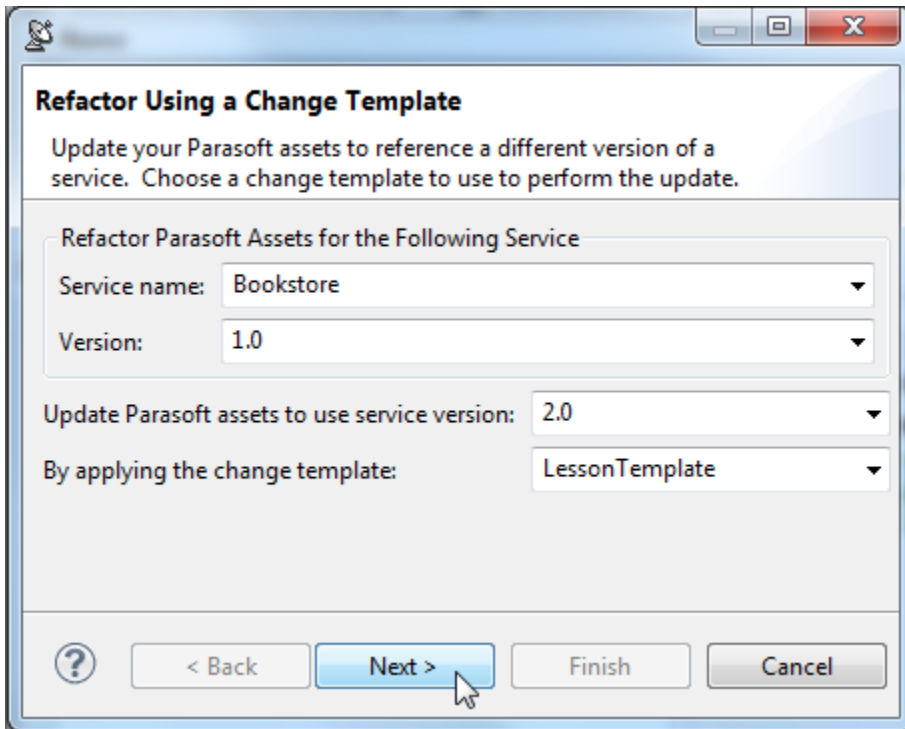 Refactor Using a Change Template
Update your Parasoft assets to reference a different version of a
service.  Choose a change template to use to perform the update.
Refactor Parasoft Assets for the Following Service
Service name: Bookstore
Version: 1.0
Update Parasoft assets to use service version: 2.0
By applying the change template: LessonTemplate
? < Back Next > Finish Cancel